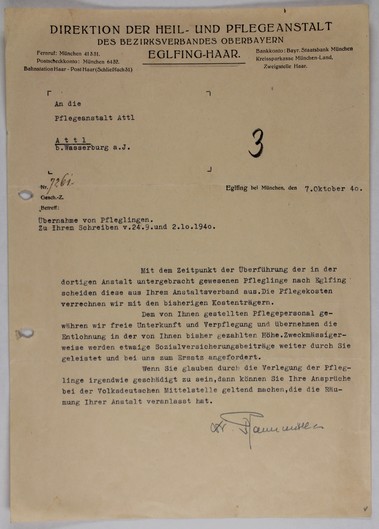 DIREKTION DER HEIL- UND PFLEGEANSTALT
DES BEZIRKSVERBANDES OBERBAYERN
EGLFING-HAAR.
Fernruf: München 41831.
Postscheckkonto: München 6437.
Bahnstation Haar - Post Haar
Bankkonto: Bayr. Staatsbank München
Kreissparkasse München-Land.
Zweigstelle Haar.
An die
Pflegeanstalt Attl
Attl
b.Wasserburg a.J.
3
Nr. 7261.
Gesch.-Z.
Betreff:
Eglfing bei München, den 7.Oktober 40.
Übernahme von Pfleglingen.
Zu Ihrem Schreiben v.24.9.und 2.10.1940.
Mit dem Zeitpunkt der Überführung der in der
dortigen Anstalt untergebracht gewesenen Pfleglinge nach Eglfing
scheiden diese aus Ihrem Anstaltsverband aus.Die Pflegekosten
verrechnen wir mit den bisherigen Kostenträgern.
Dem von Ihnen gestellten Pflegepersonal ge-
währen wir freie Unterkunft und Verpflegung und übernehmen die
Entlohnung in der von Ihnen bisher gezahlten Höhe.Zweckmässiger-
weise werden etwaige Sozialversicherungsbeiträge weiter durch Sie
geleistet und bei uns zum Ersatz angefordert.
Wenn Sie glauben durch die Verlegung der Pfleg-
linge irgendwie geschädigt zu sein,dann können Sie Ihre Ansprüche
bei der Volksdeutschen Mittelstelle geltend machen,die die Räu-
mung Ihrer Anstalt veranlasst hat.